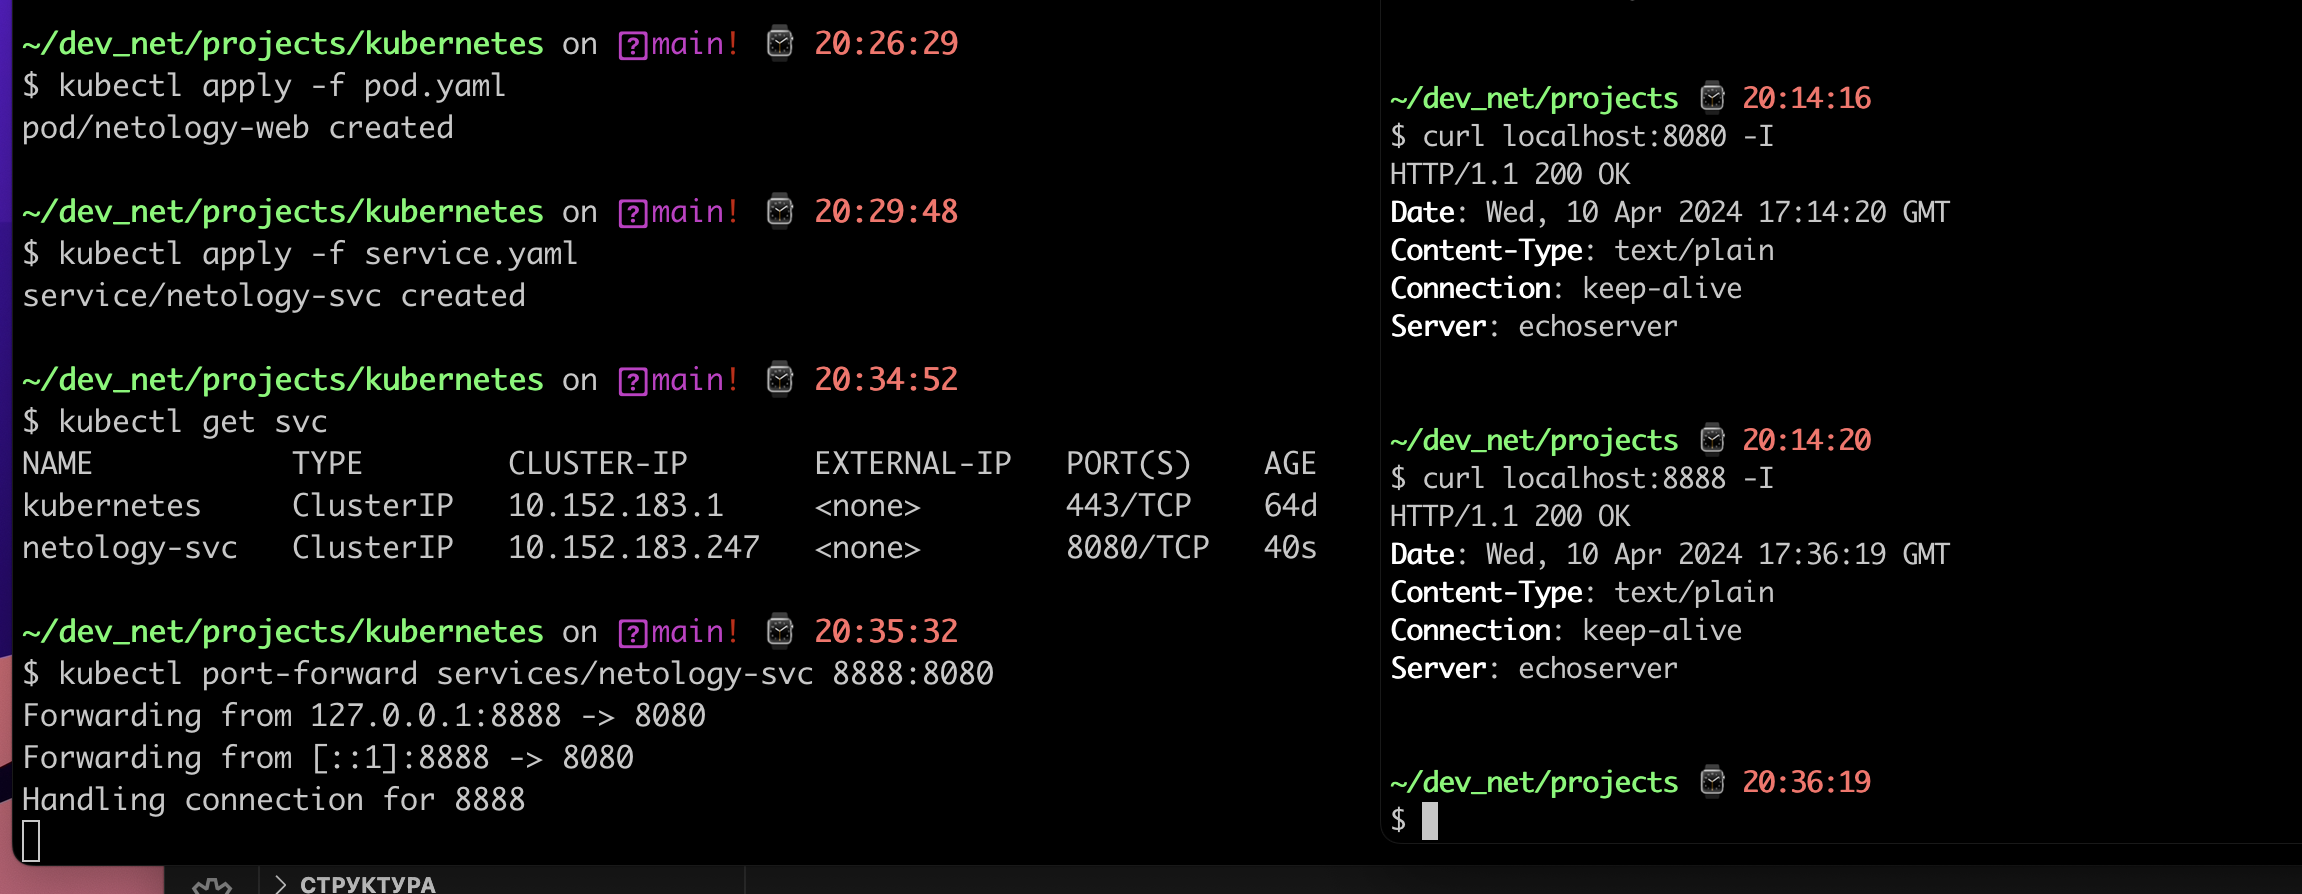 ~/dev_net/projects/kubernetes on main! 20:26:29
$ kubectl apply -f pod.yaml
pod/netology-web created
~/dev_net/projects/kubernetes on main! 20:29:48
$ kubectl apply -f service.yaml
service/netology-svc created
~/dev_net/projects/kubernetes on main! 20:34:52
$ kubectl get svc
NAME TYPE CLUSTER-IP EXTERNAL-IP PORT(S) AGE
kubernetes ClusterIP 10.152.183.1 <none> 443/TCP 64d
netology-svc ClusterIP 10.152.183.247 <none> 8080/TCP 40s
~/dev_net/projects/kubernetes on main! 20:35:32
$ kubectl port-forward services/netology-svc 8888:8080
Forwarding from 127.0.0.1:8888 -> 8080
Forwarding from [::1]:8888 -> 8080
Handling connection for 8888
~/dev_net/projects 20:14:16
$ curl localhost:8080 -I
HTTP/1.1 200 OK
Date: Wed, 10 Apr 2024 17:14:20 GMT
Content-Type: text/plain
Connection: keep-alive
Server: echoserver
~/dev_net/projects 20:14:20
$ curl localhost:8888 -I
HTTP/1.1 200 OK
Date: Wed, 10 Apr 2024 17:36:19 GMT
Content-Type: text/plain
Connection: keep-alive
Server: echoserver
~/dev_net/projects 20:36:19
$
> СТРУКТУРА